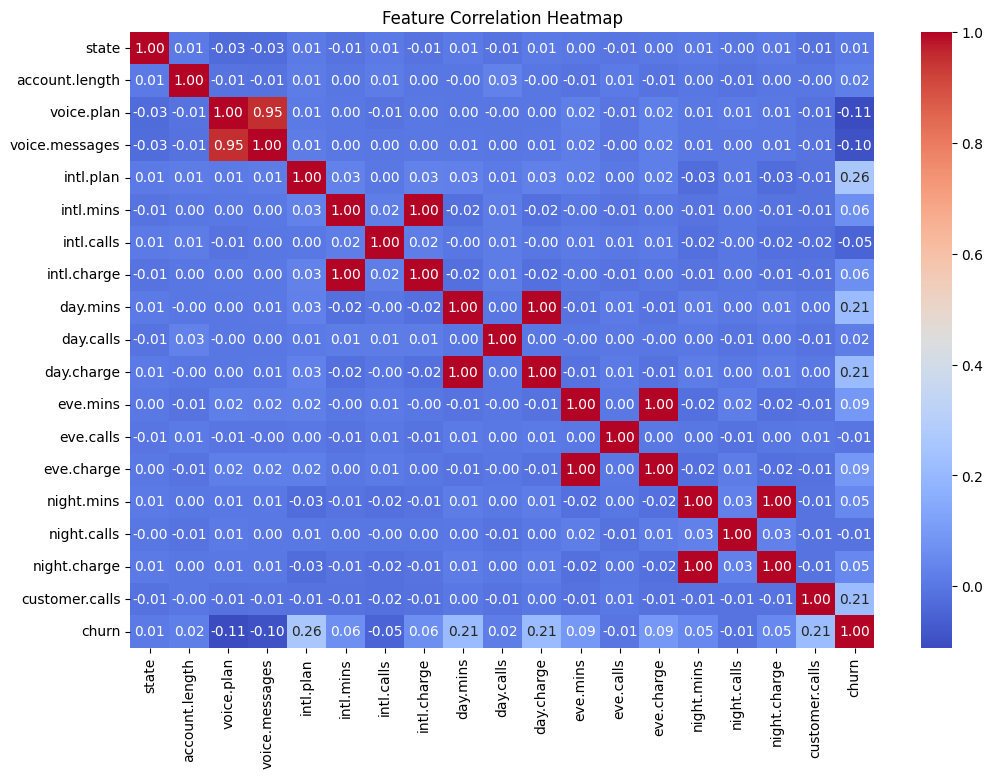 Feature Correlation Heatmap
state 1.00 0.01 -0.03 -0.03 0.01 -0.01 0.01 -0.01 0.01 -0.01 0.01 0.00 -0.01 0.00 0.01 -0.00 0.01 -0.01 0.01
account.length 0.01 1.00 -0.01 -0.01 0.01 0.00 0.01 0.00 -0.00 0.03 -0.00 -0.01 0.01 -0.01 0.00 -0.01 0.00 -0.00 0.02
voice.plan -0.03 -0.01 1.00 0.95 0.01 0.00 -0.01 0.00 0.00 -0.00 0.00 0.02 -0.01 0.02 0.01 0.01 0.01 -0.01 -0.11
voice.messages -0.03 -0.01 0.95 1.00 0.01 0.00 0.00 0.00 0.01 0.00 0.01 0.02 -0.00 0.02 0.01 0.00 0.01 -0.01 -0.10
intl.plan 0.01 0.01 0.01 0.01 1.00 0.03 0.00 0.03 0.03 0.01 0.03 0.02 0.00 0.02 -0.03 0.01 -0.03 -0.01 0.26
intl.mins -0.01 0.00 0.00 0.00 0.03 1.00 0.02 1.00 -0.02 0.01 -0.02 -0.00 -0.01 0.00 -0.01 0.00 -0.01 -0.01 0.06
intl.calls 0.01 0.01 -0.01 0.00 0.00 0.02 1.00 0.02 -0.00 0.01 -0.00 0.01 0.01 0.01 -0.02 -0.00 -0.02 -0.02 -0.05
intl.charge -0.01 0.00 0.00 0.00 0.03 1.00 0.02 1.00 -0.02 0.01 -0.02 -0.00 -0.01 0.00 -0.01 0.00 -0.01 -0.01 0.06
day.mins 0.01 -0.00 0.00 0.01 0.03 -0.02 -0.00 -0.02 1.00 0.00 1.00 -0.01 0.01 -0.01 0.01 0.00 0.01 0.00 0.21
day.calls -0.01 0.03 -0.00 0.00 0.01 0.01 0.01 0.01 0.00 1.00 0.00 -0.00 0.00 -0.00 0.00 -0.01 0.00 -0.01 0.02
day.charge 0.01 -0.00 0.00 0.01 0.03 -0.02 -0.00 -0.02 1.00 0.00 1.00 -0.01 0.01 -0.01 0.01 0.00 0.01 0.00 0.21
eve.mins 0.00 -0.01 0.02 0.02 0.02 -0.00 0.01 -0.00 -0.01 -0.00 -0.01 1.00 0.00 1.00 -0.02 0.02 -0.02 -0.01 0.09
eve.calls -0.01 0.01 -0.01 -0.00 0.00 -0.01 0.01 -0.01 0.01 0.00 0.01 0.00 1.00 0.00 0.00 -0.01 0.00 0.01 -0.01
eve.charge 0.00 -0.01 0.02 0.02 0.02 0.00 0.01 0.00 -0.01 -0.00 -0.01 1.00 0.00 1.00 -0.02 0.01 -0.02 -0.01 0.09
night.mins 0.01 0.00 0.01 0.01 -0.03 -0.01 -0.02 -0.01 0.01 0.00 0.01 -0.02 0.00 -0.02 1.00 0.03 1.00 -0.01 0.05
night.calls -0.00 -0.01 0.01 0.00 0.01 0.00 -0.00 0.00 0.00 -0.01 0.00 0.02 -0.01 0.01 0.03 1.00 0.03 -0.01 -0.01
night.charge 0.01 0.00 0.01 0.01 -0.03 -0.01 -0.02 -0.01 0.01 0.00 0.01 -0.02 0.00 -0.02 1.00 0.03 1.00 -0.01 0.05
customer.calls -0.01 -0.00 -0.01 -0.01 -0.01 -0.01 -0.02 -0.01 0.00 -0.01 0.00 -0.01 0.01 -0.01 -0.01 -0.01 -0.01 1.00 0.21
churn 0.01 0.02 -0.11 -0.10 0.26 0.06 -0.05 0.06 0.21 0.02 0.21 0.09 -0.01 0.09 0.05 -0.01 0.05 0.21 1.00
state account.length voice.plan voice.messages intl.plan intl.mins intl.calls intl.charge day.mins day.calls day.charge eve.mins eve.calls eve.charge night.mins night.calls night.charge customer.calls churn
1.0
0.8
0.6
0.4
0.2
0.0